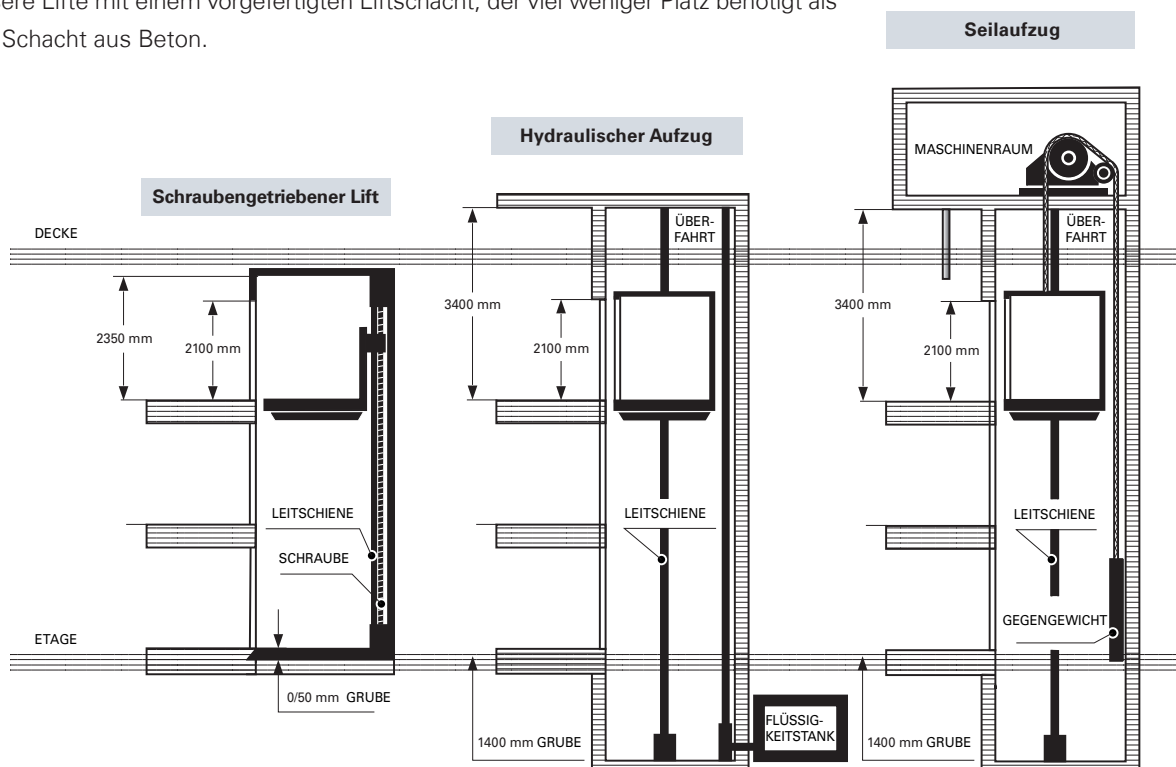 sere Lifte mit einem vorgefertigten Liftschacht, der viel weniger Platz benötigt als
Schacht aus Beton.
Seilaufzug
Hydraulischer Aufzug
Schraubengetriebener Lift
DECKE
2350 mm
2100 mm
LEITSCHIENE
SCHRAUBE
ETAGE
0/50 mm GRUBE
ÜBER-
FAHRT
3400 mm
2100 mm
LEITSCHIENE
1400 mm GRUBE
FLÜSSIG-
KEITSTANK
MASCHINENRAUM
ÜBER-
FAHRT
3400 mm
2100 mm
LEITSCHIENE
GEGENGEWICHT
1400 mm GRUBE